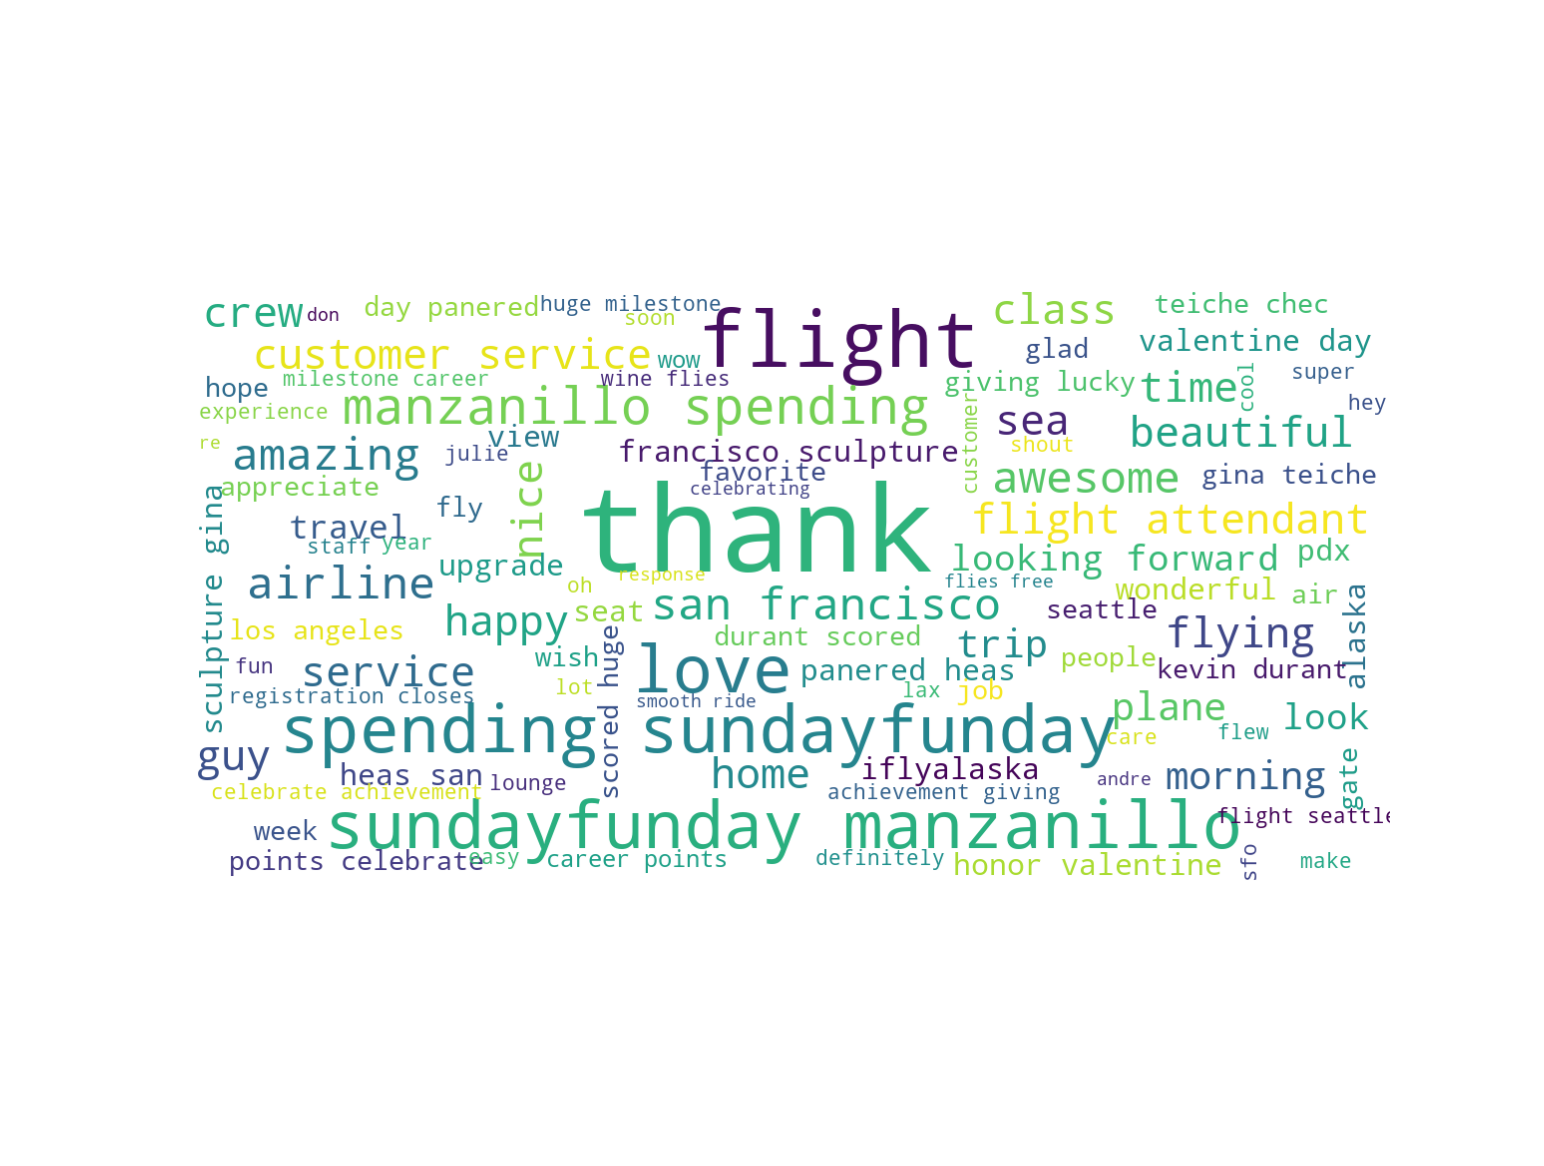 crew
don
day panered
huge milestone
soon
flight
class
teiche chec
customer service
wow
glad
valentine day
hope
milestone career
wine flies
giving lucky
time
cool
super
hey
experience
manzanillo spending
customer
sea
beautiful
re
amazing
julie
view
francisco sculpture
shout
favorite
celebrating
awesome
gina teiche
appreciate
nice
thank
sculpture gina
travel
fly
flight attendant
staff
year
looking forward
pdx
airline
upgrade
oh
response
flies free
wonderful
air
alaska
happy
seat
san francisco
seattle
los angeles
durant scored
trip
flying
fun
service
wish
scored huge
love
panered heas
people
kevin durant
registration closes
lot
smooth ride
lax
job
plane
look
spending sundayfunday
care
flew
guy
heas san
lounge
home
iflyalaska
andre
morning
gate
celebrate achievement
achievement giving
week
sundayfunday manzanillo
flight seattle
points celebrate
easy
career points
definitely
honor valentine
sfo
make